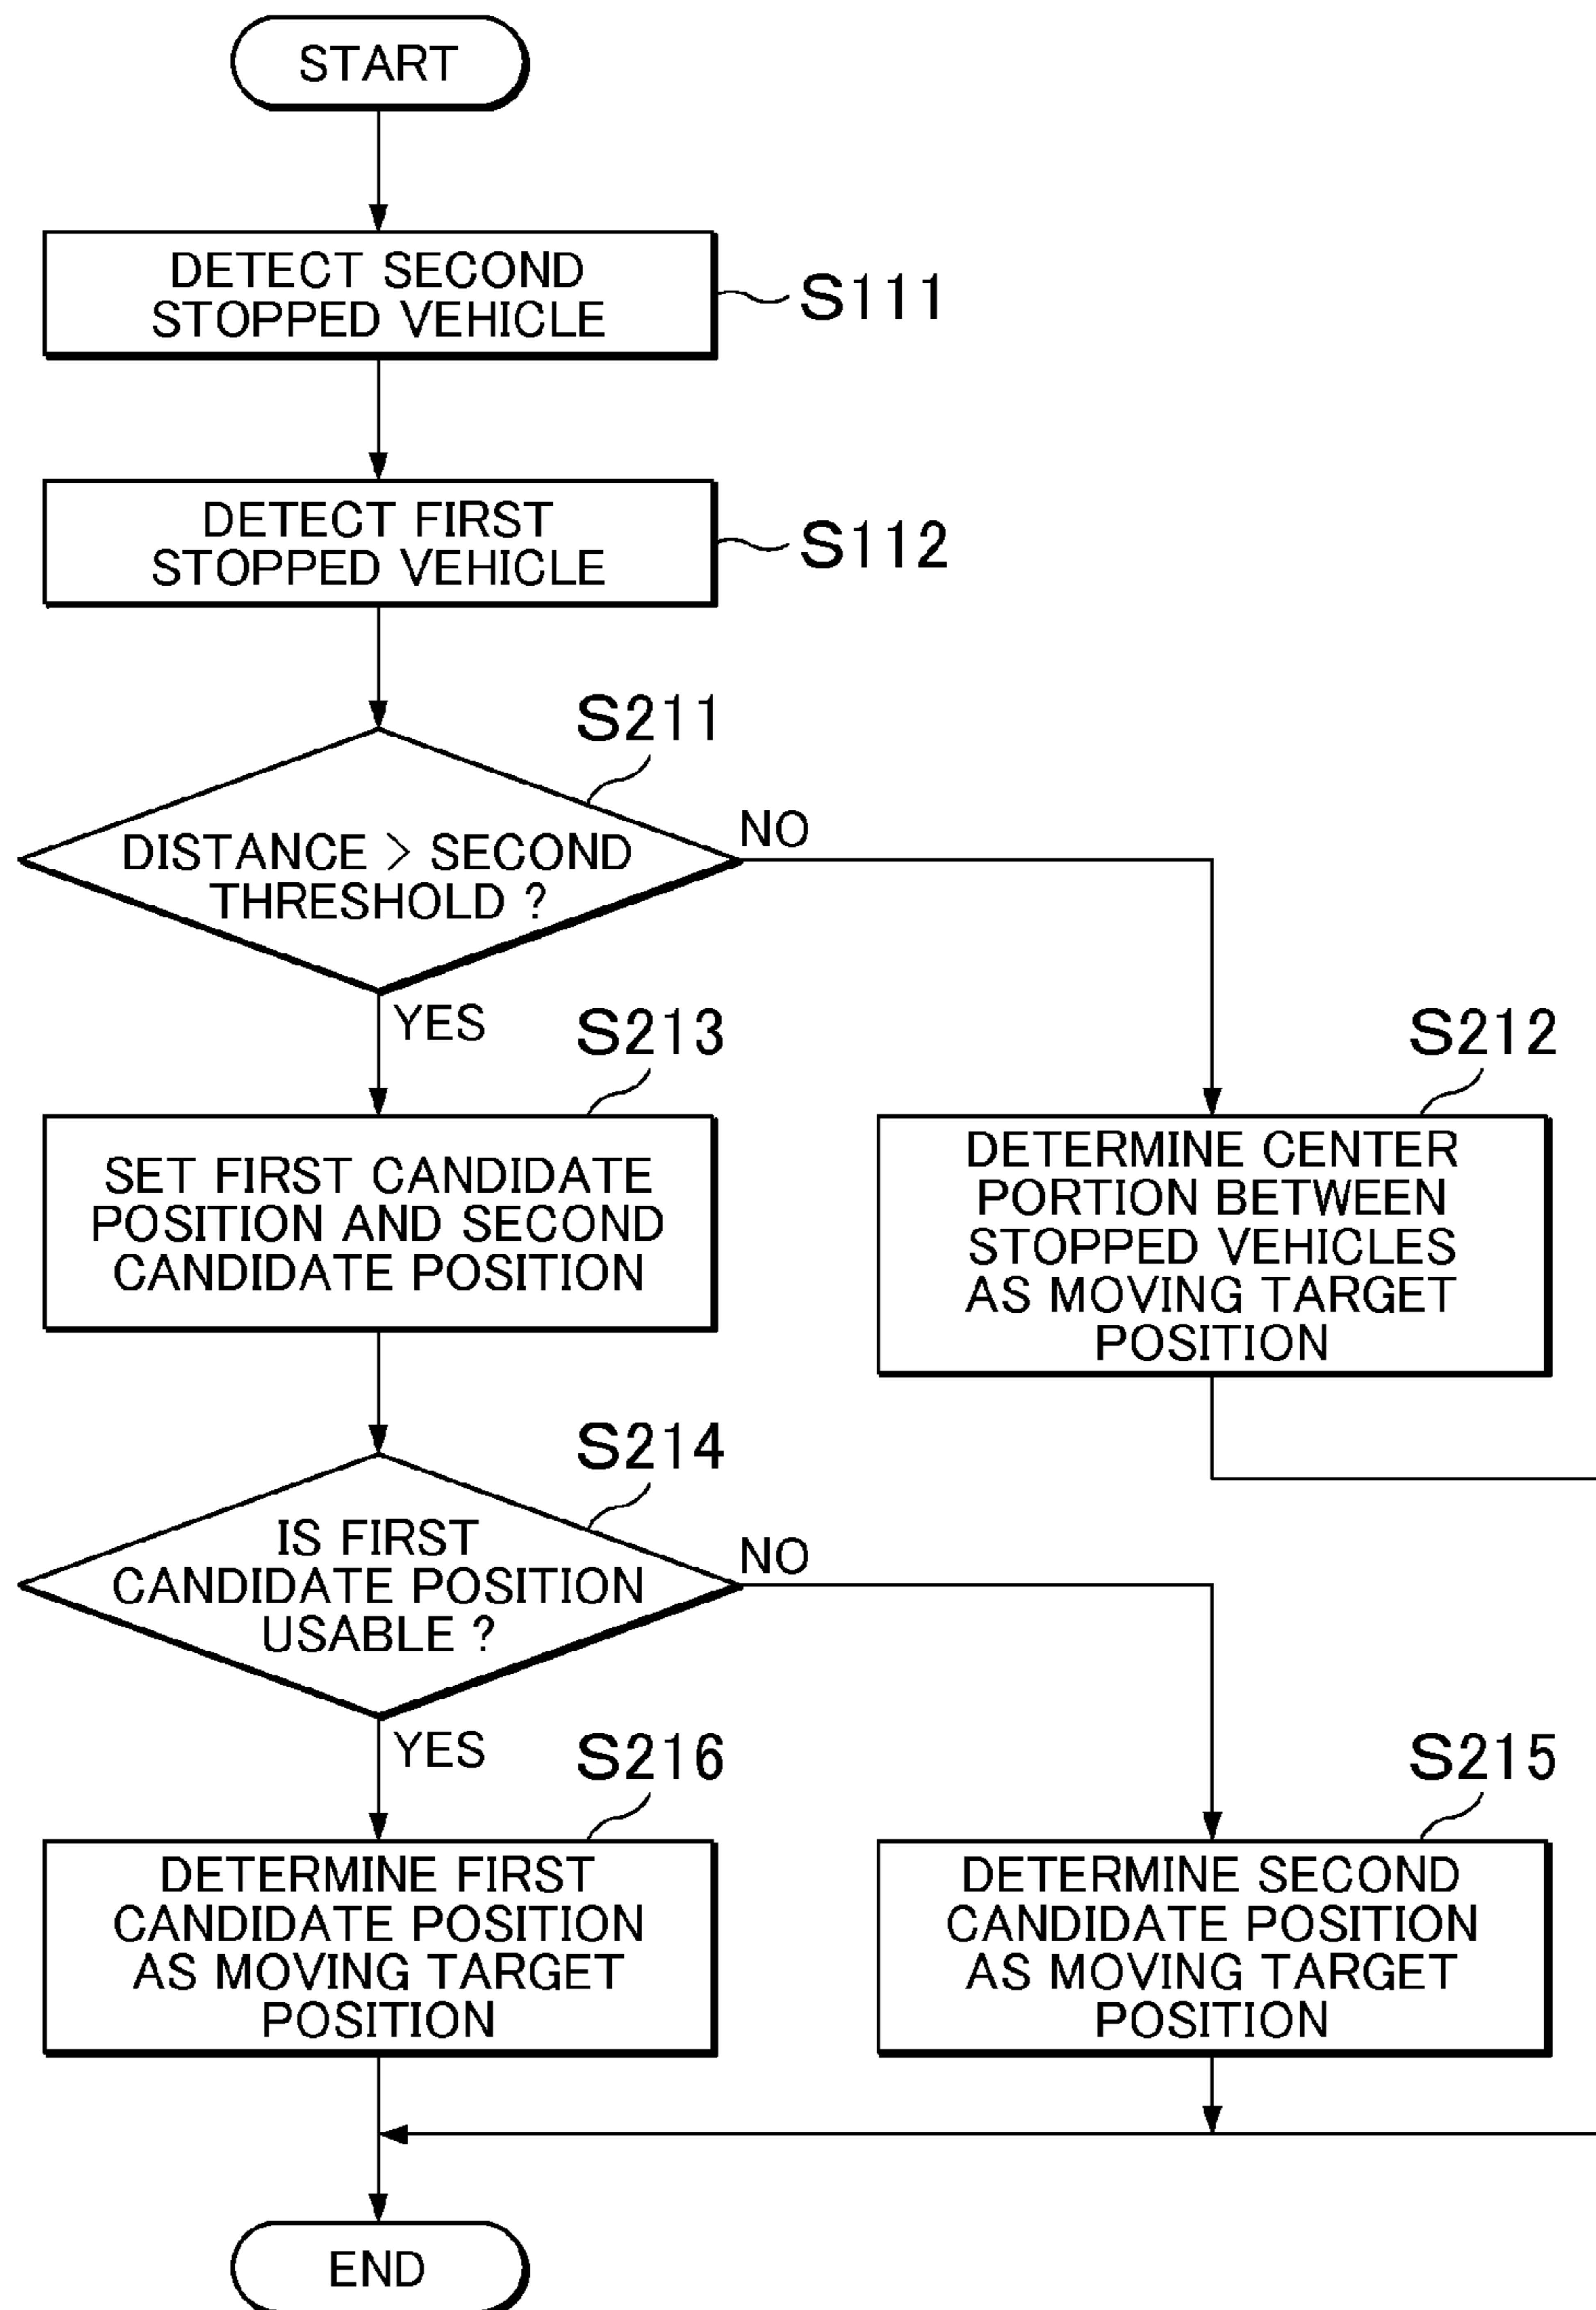 START
DETECT SECOND
STOPPED VEHICLE
S111
DETECT FIRST
STOPPED VEHICLE
S112
S211
DISTANCE > SECOND
THRESHOLD ?
NO
YES
S213
SET FIRST CANDIDATE
POSITION AND SECOND
CANDIDATE POSITION
S212
DETERMINE CENTER
PORTION BETWEEN
STOPPED VEHICLES
AS MOVING TARGET
POSITION
S214
IS FIRST
CANDIDATE POSITION
USABLE ?
NO
YES
S216
DETERMINE FIRST
CANDIDATE POSITION
AS MOVING TARGET
POSITION
S215
DETERMINE SECOND
CANDIDATE POSITION
AS MOVING TARGET
POSITION
END